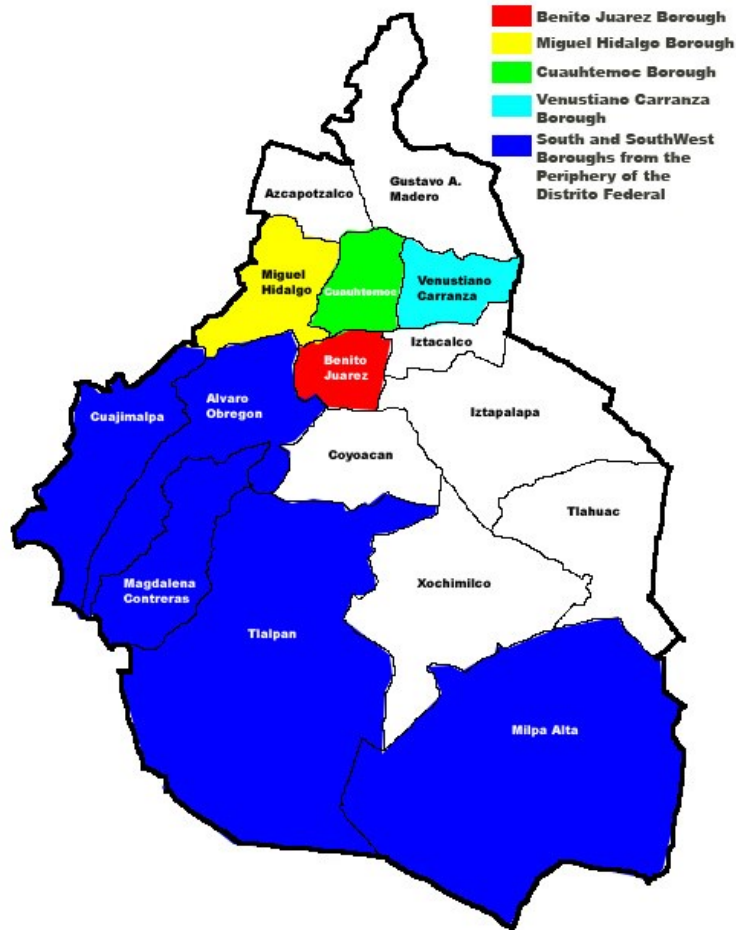 Benito Juarez Borough
Miguel Hidalgo Borough
Cuauhtemoc Borough
Venustiano Carranza
Borough
South and SouthWest
Boroughs from the
Periphery of the
Distrito Federal
Azcapotzalco
Gustavo A.
Madero
Miguel
Hidalgo
Cuauhtemoc
Venustiano
Carranza
Iztacalco
Benito
Juarez
Cuajimalpa
Alvaro
Obregon
Iztapalapa
Coyoacan
Tlahuac
Magdalena
Contreras
Xochimilco
Tlalpan
Milpa Alta